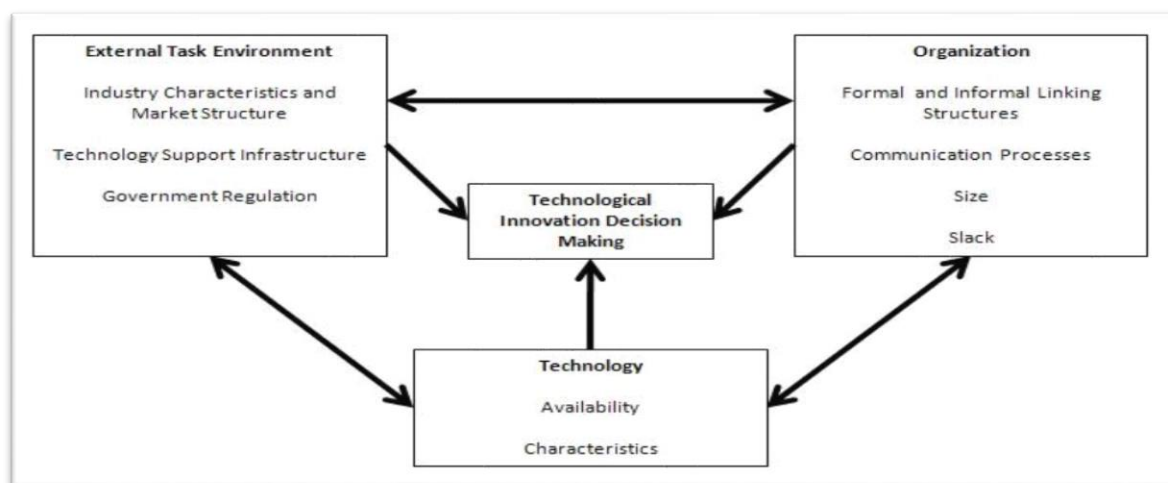 External Task Environment
Industry Characteristics and
Market Structure
Technology Support Infrastructure
Government Regulation
Organization
Formal and Informal Linking
Structures
Communication Processes
Size
Slack
Technological
Innovation Decision
Making
Technology
Availability
Characteristics